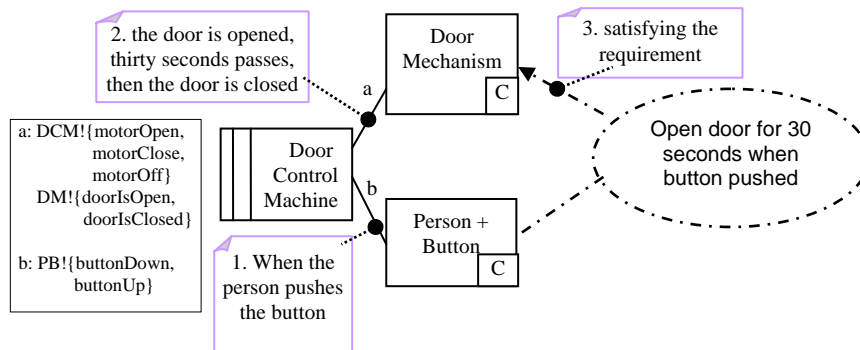 2. the door is opened,
thirty seconds passes,
then the door is closed
Door
Mechanism
C
3. satisfying the
requirement
a
a: DCM!{motorOpen,
motorClose,
motorOff}
DM!{doorIsOpen,
doorIsClosed}
b: PB!{buttonDown,
buttonUp}
Door
Control
Machine
b
Open door for 30
seconds when
button pushed
Person +
Button
C
1. When the
person pushes
the button